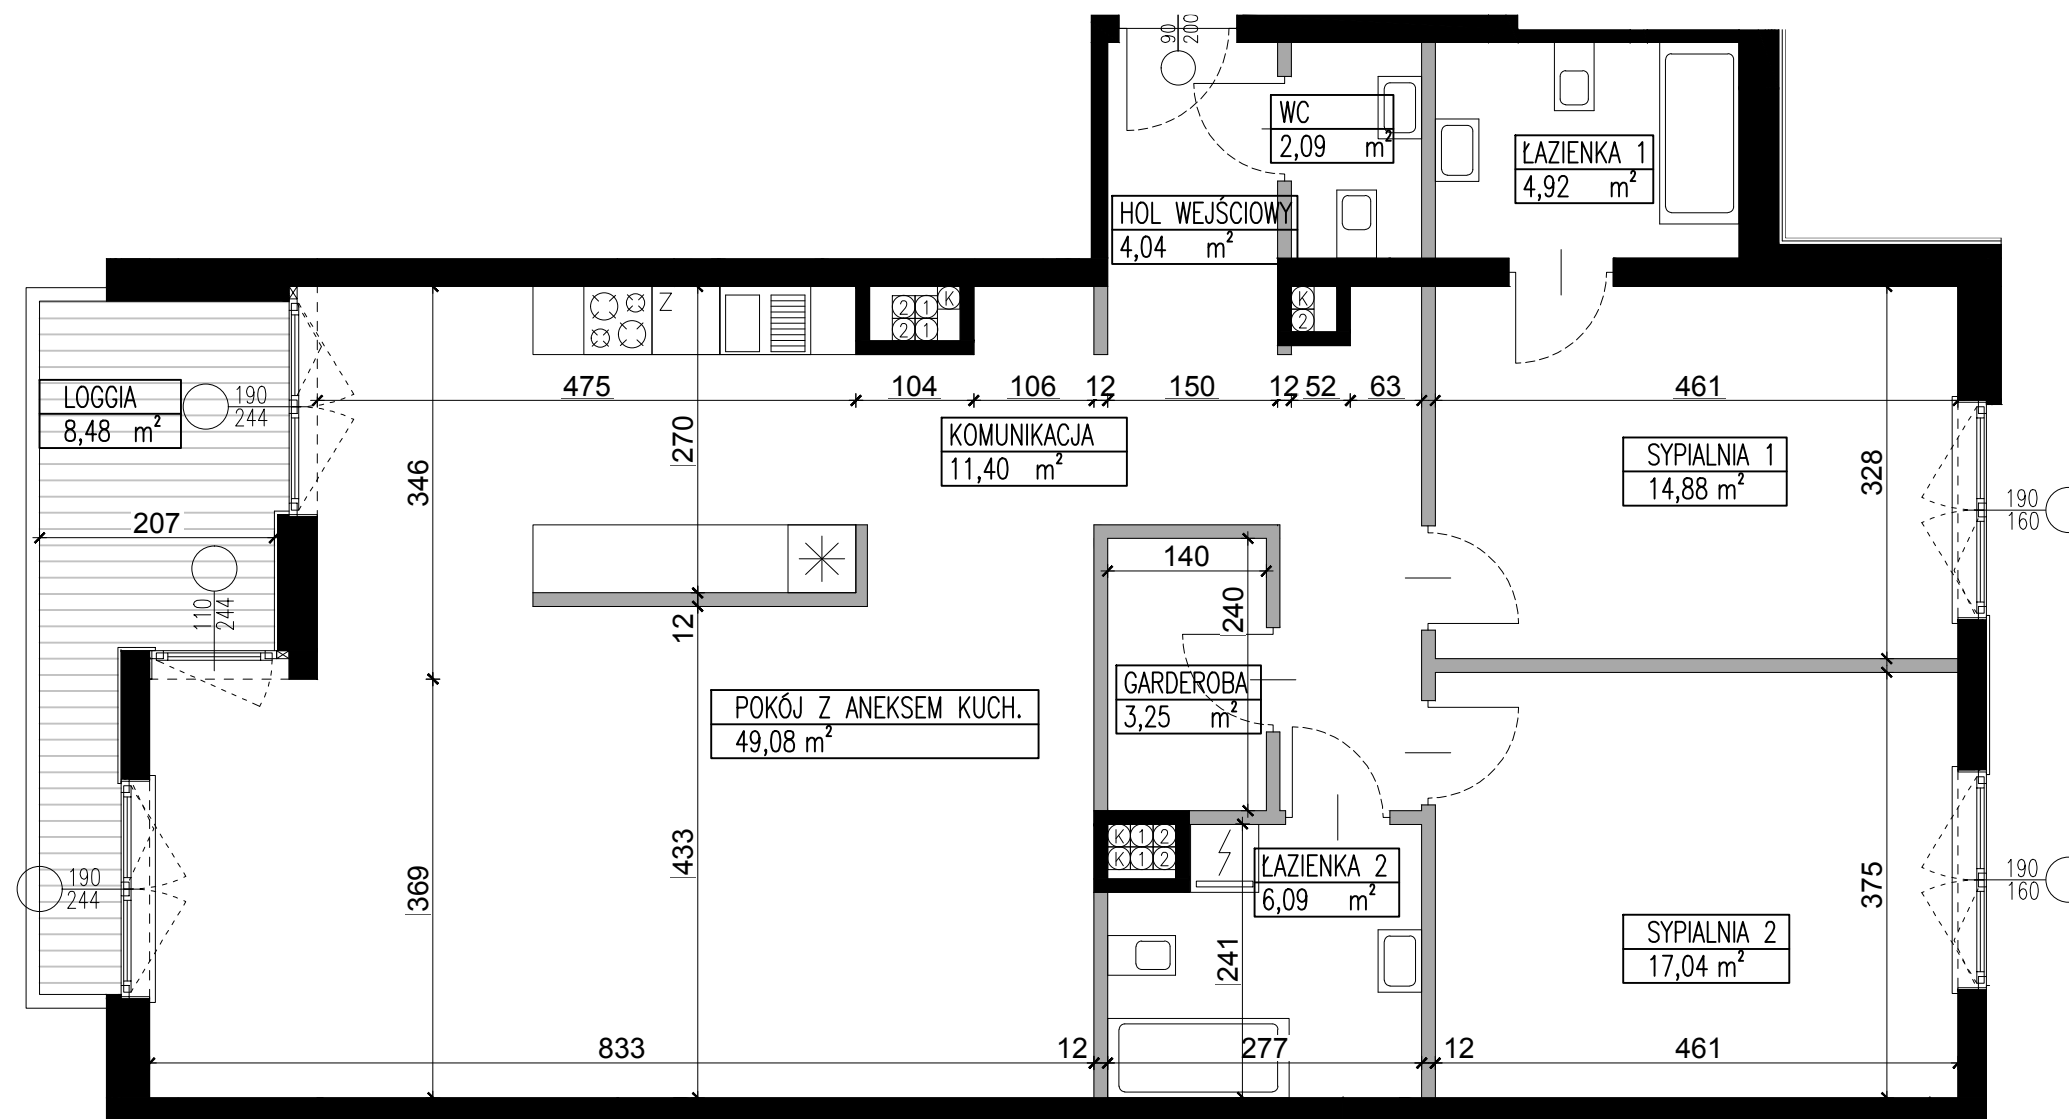 90
200
WC
2,09 m²
ŁAZIENKA 1
4,92 m²
HOL WEJŚCIOWY
4,04 m²
Z
2 1 K
2 1
K
2
LOGGIA
8,48 m²
190
244
475
104
106
12
150
12
52
63
461
KOMUNIKACJA
11,40 m²
SYPIALNIA 1
14,88 m²
346
270
328
190
160
207
110
244
140
240
12
GARDEROBA
3,25 m²
POKÓJ Z ANEKSEM KUCH.
49,08 m²
K 1 2
K 1 2
ŁAZIENKA 2
6,09 m²
190
244
369
433
241
375
190
160
SYPIALNIA 2
17,04 m²
833
12
277
12
461